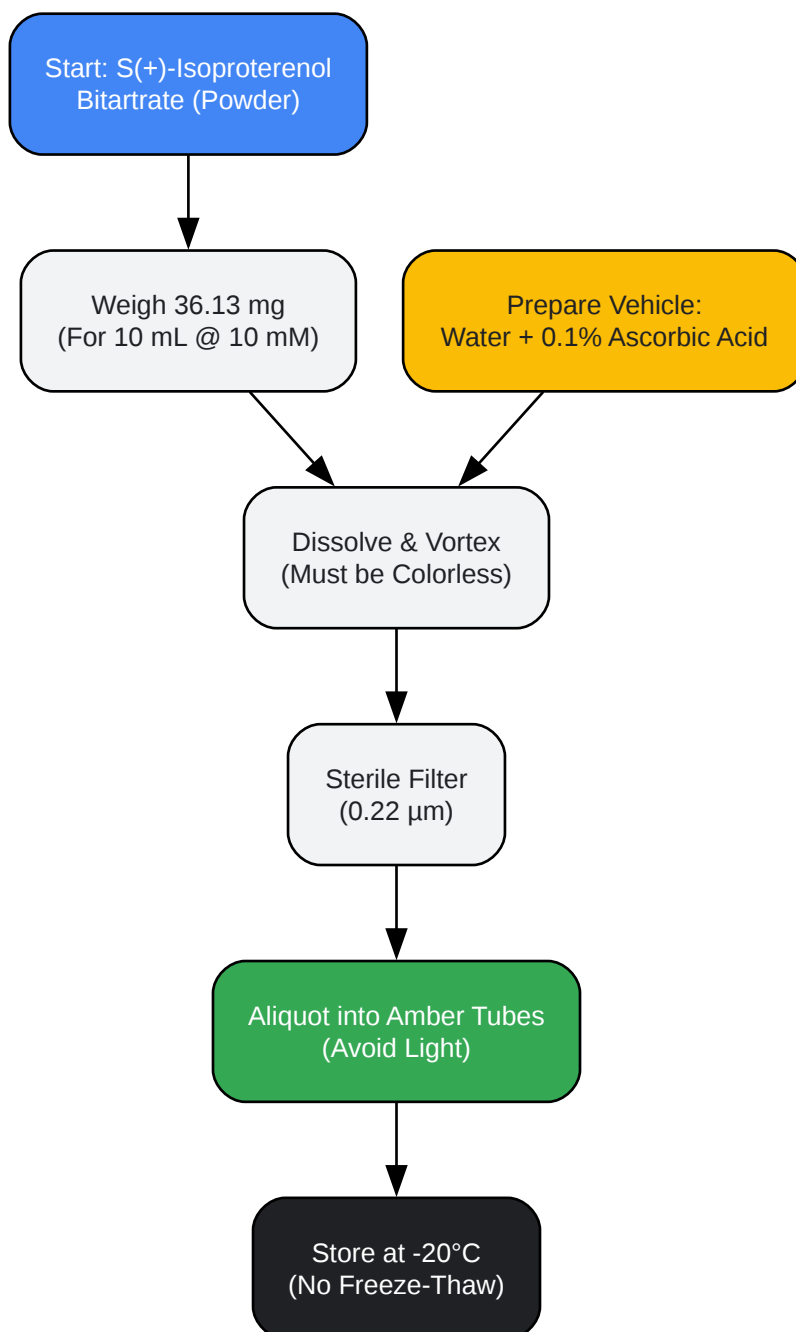 Start: S(+)-Isoproterenol
Bitartrate (Powder)
Weigh 36.13 mg
(For 10 mL @ 10 mM)
Prepare Vehicle:
Water + 0.1% Ascorbic Acid
Dissolve & Vortex
(Must be Colorless)
Sterile Filter
(0.22 µm)
Aliquot into Amber Tubes
(Avoid Light)
Store at -20°C
(No Freeze-Thaw)